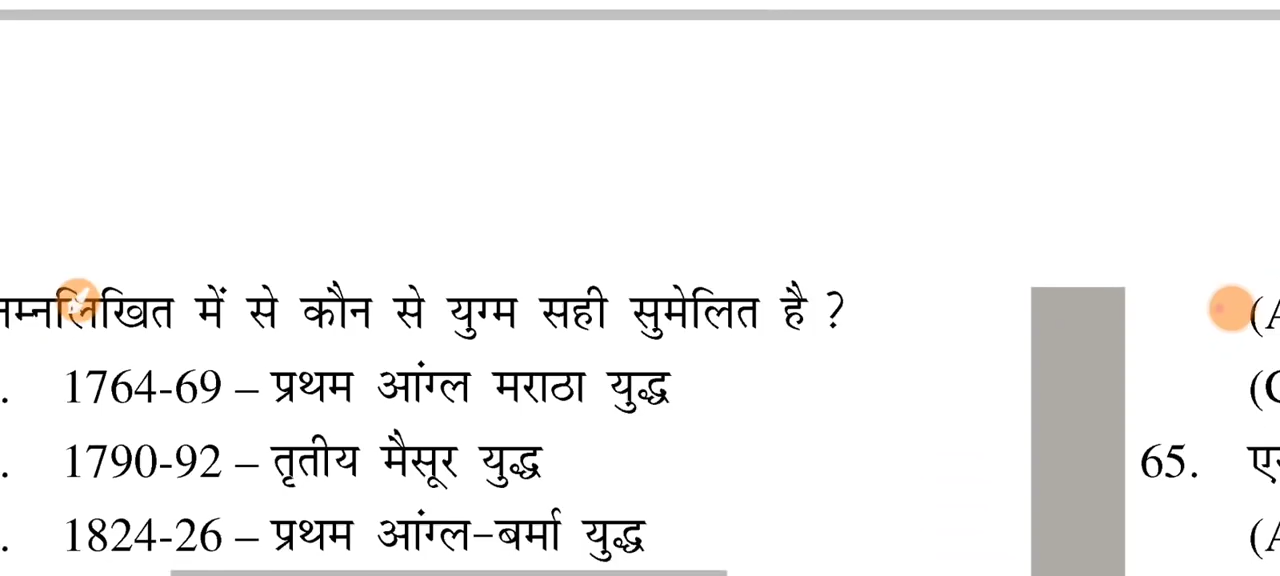 निम्नलिखित में से कौन से युग्म सही सुमेलित है ?
. 1764-69 – प्रथम आंग्ल मराठा युद्ध
. 1790-92 – तृतीय मैसूर युद्ध
. 1824-26 – प्रथम आंग्ल-बर्मा युद्ध
(A
(C
65.
(A